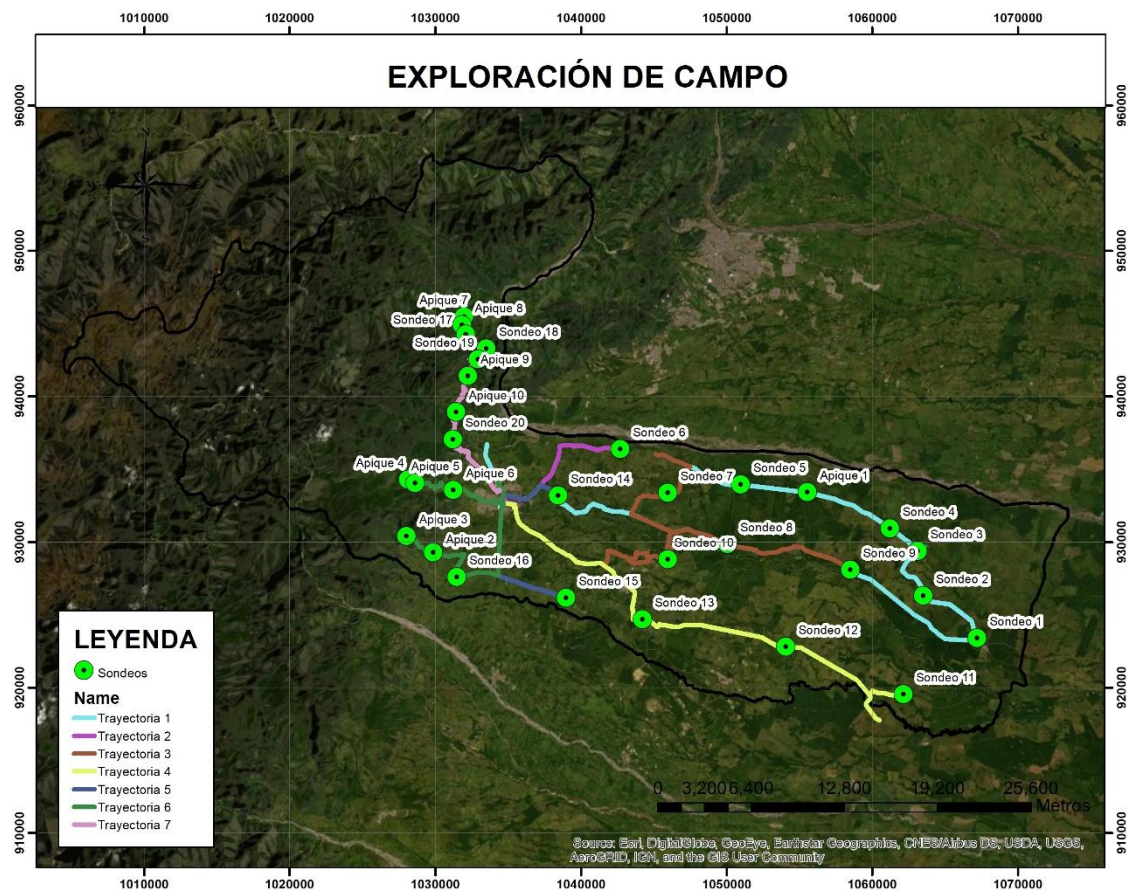 1010000 1020000 1030000 1040000 1050000 1060000 1070000
EXPLORACIÓN DE CAMPO
960000 960000
N
S
950000 950000
Apique 7
Apique 8
Sondeo 17
Sondeo 18
Sondeo 19
Apique 9
940000 940000
Apique 10
Sondeo 20
Sondeo 6
Apique 4
Apique 5
Apique 6
Sondeo 14
Sondeo 7
Sondeo 5
Apique 1
Apique 3
Sondeo 4
930000 930000
Apique 2
Sondeo 10
Sondeo 8
Sondeo 3
Sondeo 16
Sondeo 9
Sondeo 15
Sondeo 2
Sondeo 13
Sondeo 1
Sondeo 12
Sondeo 11
920000 920000
LEYENDA
Sondeos
Name
Trayectoria 1
Trayectoria 2
Trayectoria 3
Trayectoria 4
Trayectoria 5
Trayectoria 6
Trayectoria 7
0 3,200 6,400 12,800 19,200 25,600
Metros
910000 910000
Source: Esri, DigitalGlobe, GeoEye, Earthstar Geographics, CNES/Airbus DS, USDA, USGS,
AeroGRID, IGN, and the GIS User Community
1010000 1020000 1030000 1040000 1050000 1060000 1070000